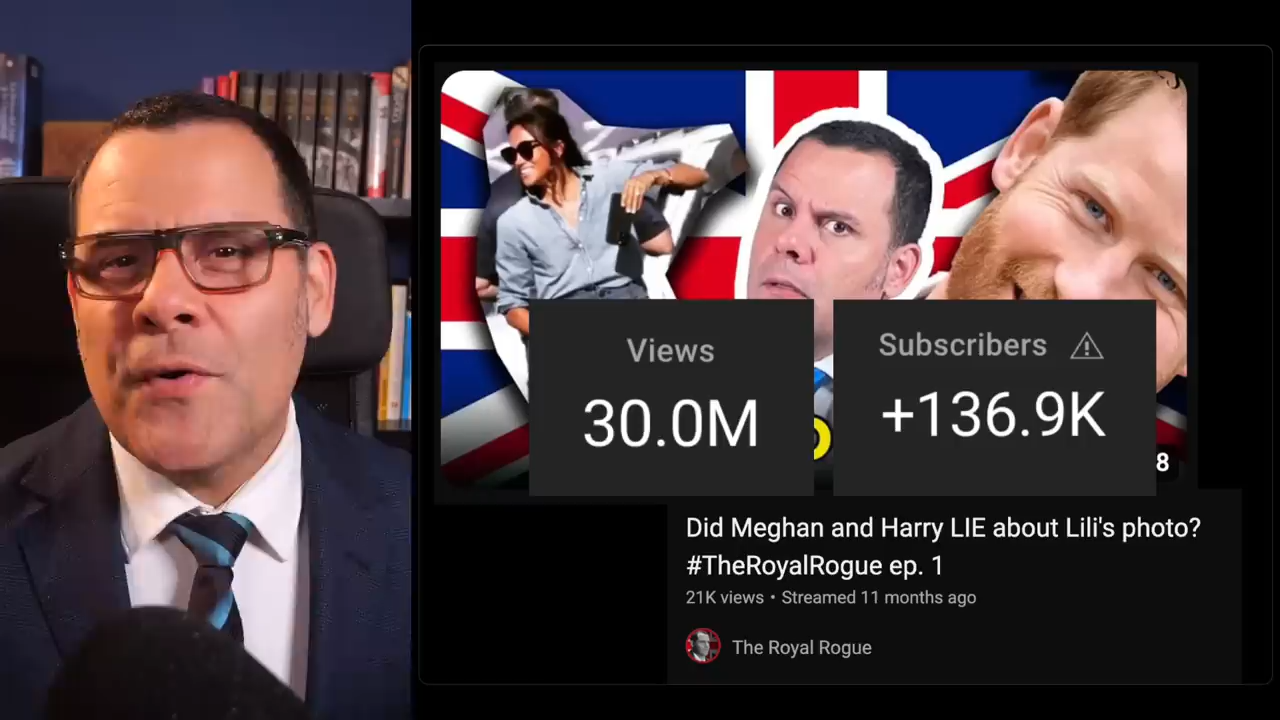 Views
30.0M
Subscribers
+136.9K
8
Did Meghan and Harry LIE about Lili's photo?
#TheRoyalRogue ep. 1
21K views • Streamed 11 months ago
The Royal Rogue